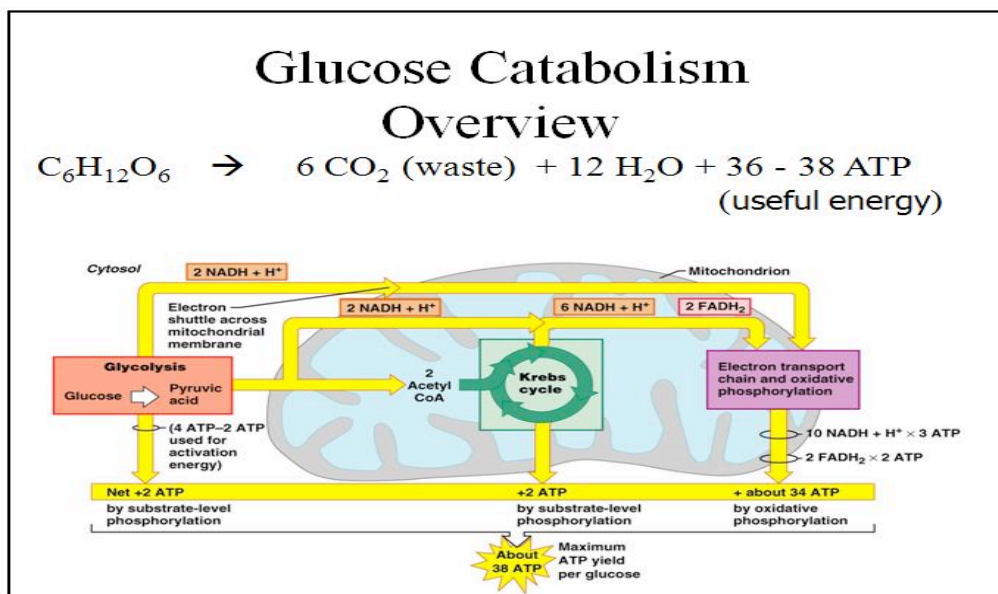 Glucose Catabolism
Overview
C₆H₁₂O₆ → 6 CO₂ (waste) + 12 H₂O + 36 - 38 ATP
(useful energy)
Cytosol
2 NADH + H⁺
Mitochondrion
Electron
shuttle across
mitochondrial
membrane
2 NADH + H⁺
6 NADH + H⁺
2 FADH₂
Glycolysis
Glucose
Pyruvic
acid
2
Acetyl
CoA
Krebs
cycle
Electron transport
chain and oxidative
phosphorylation
(4 ATP–2 ATP
used for
activation
energy)
10 NADH + H⁺ × 3 ATP
2 FADH₂ × 2 ATP
Net +2 ATP
+2 ATP
+ about 34 ATP
by substrate-level
phosphorylation
by substrate-level
phosphorylation
by oxidative
phosphorylation
About
38 ATP
Maximum
ATP yield
per glucose